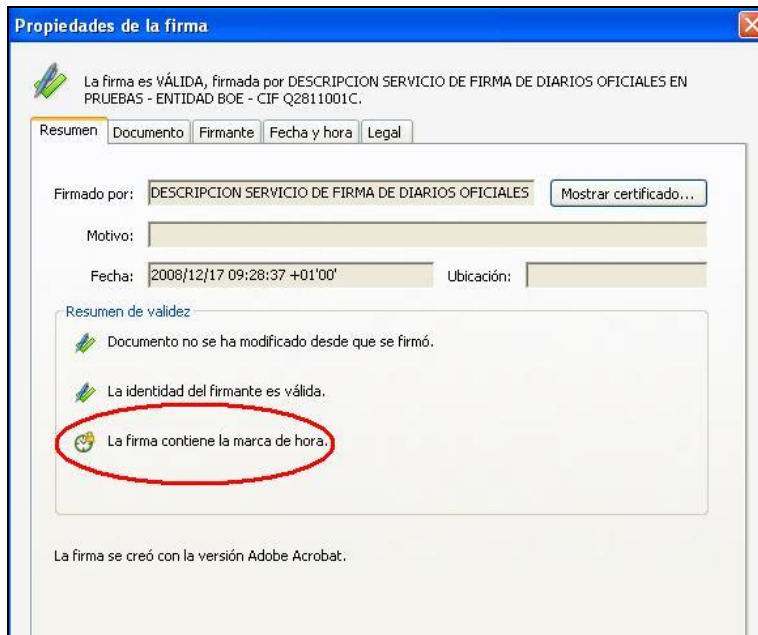 Propiedades de la firma
La firma es VÁLIDA, firmada por DESCRIPCION SERVICIO DE FIRMA DE DIARIOS OFICIALES EN
PRUEBAS - ENTIDAD BOE - CIF Q2811001C.
Resumen Documento Firmante Fecha y hora Legal
Firmado por: DESCRIPCION SERVICIO DE FIRMA DE DIARIOS OFICIALES Mostrar certificado...
Motivo:
Fecha: 2008/12/17 09:28:37 +01'00' Ubicación:
Resumen de validez
Documento no se ha modificado desde que se firmó.
La identidad del firmante es válida.
La firma contiene la marca de hora.
La firma se creó con la versión Adobe Acrobat.